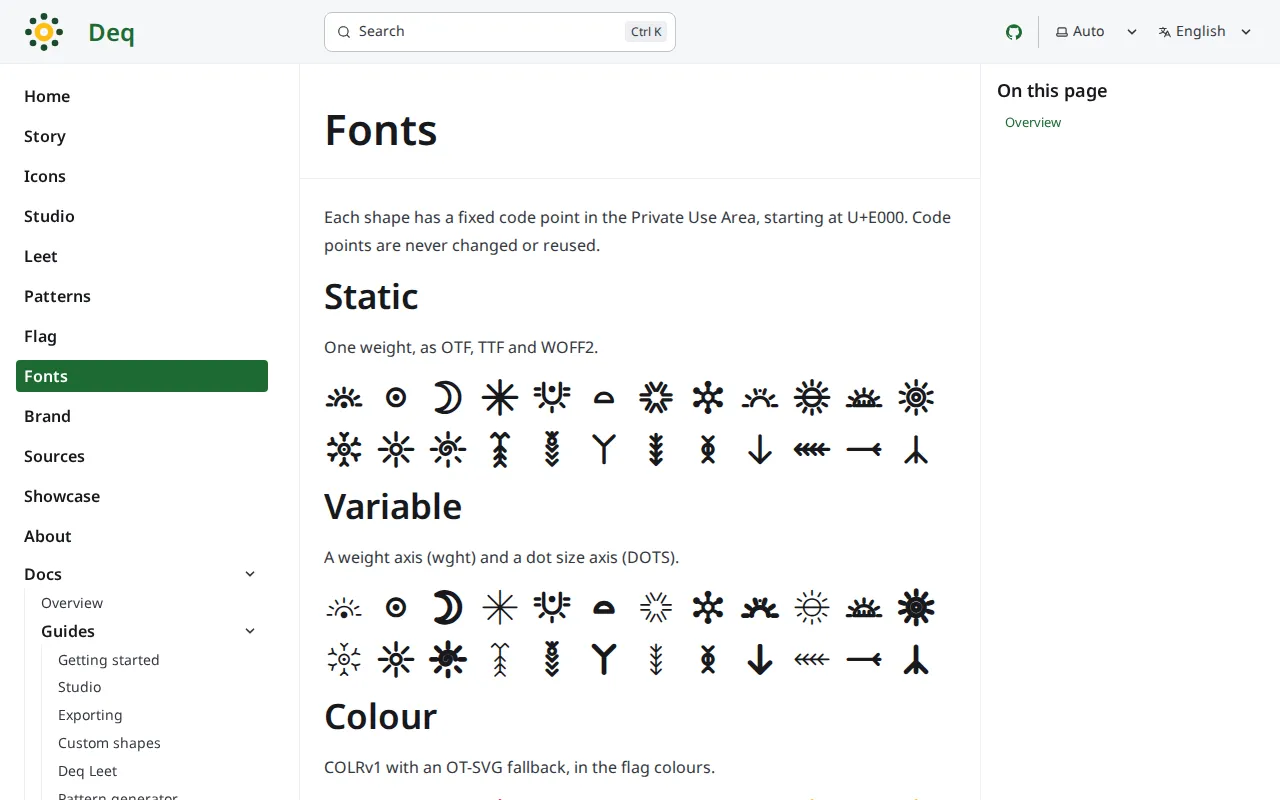 Deq
Search
Ctrl K
Auto
English
Home
Story
Icons
Studio
Leet
Patterns
Flag
Fonts
Brand
Sources
Showcase
About
Docs
Overview
Guides
Getting started
Studio
Exporting
Custom shapes
Deq Leet
Pattern generator
Fonts
Each shape has a fixed code point in the Private Use Area, starting at U+E000. Code
points are never changed or reused.
Static
One weight, as OTF, TTF and WOFF2.
Variable
A weight axis (wght) and a dot size axis (DOTS).
Colour
COLRv1 with an OT-SVG fallback, in the flag colours.
On this page
Overview